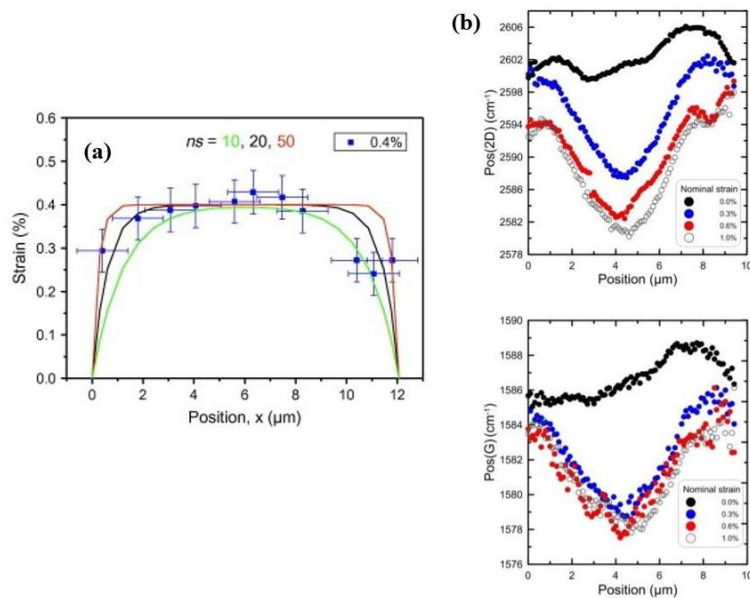 (a)
ns = 10, 20, 50
0.4%
0.6
0.5
0.4
0.3
0.2
0.1
0.0
Strain (%)
0 2 4 6 8 10 12
Position, x (μm)
(b)
2606
2602
2598
2594
2590
2586
2582
2578
Pos(2D) (cm⁻¹)
Nominal strain
0.0%
0.3%
0.6%
1.0%
0 2 4 6 8 10
Position (μm)
1590
1588
1586
1584
1582
1580
1578
1576
Pos(G) (cm⁻¹)
Nominal strain
0.0%
0.3%
0.6%
1.0%
0 2 4 6 8 10
Position (μm)